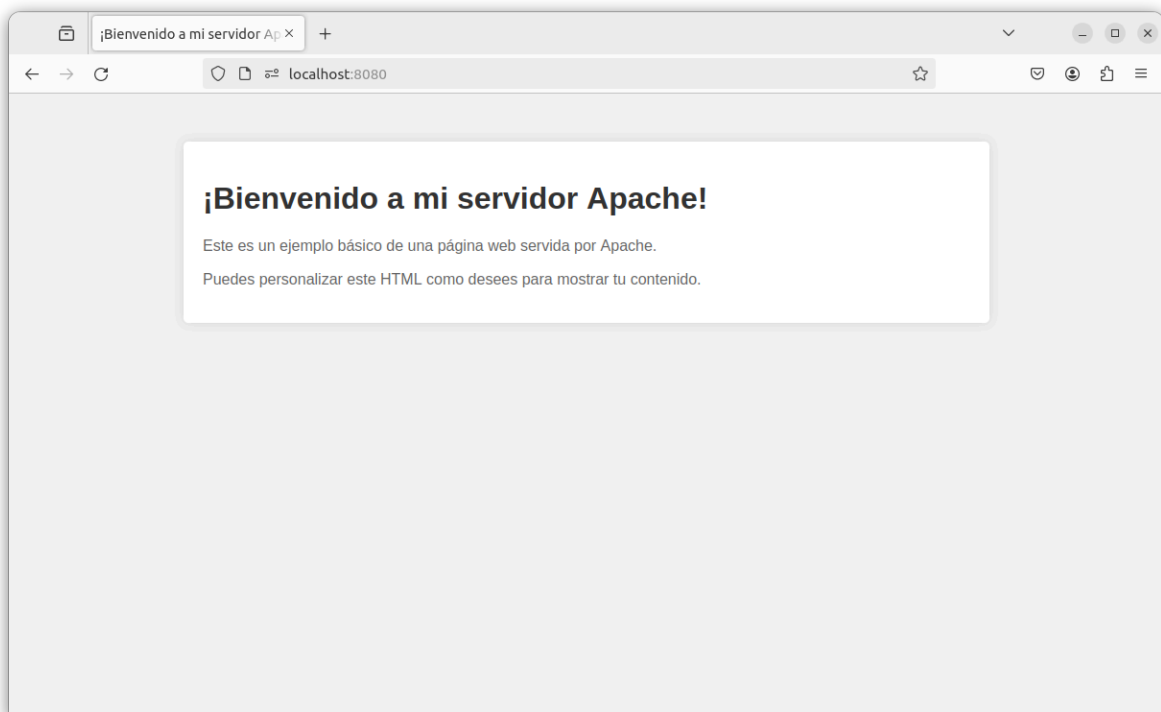 ¡Bienvenido a mi servidor Ap
localhost:8080
¡Bienvenido a mi servidor Apache!
Este es un ejemplo básico de una página web servida por Apache.
Puedes personalizar este HTML como desees para mostrar tu contenido.